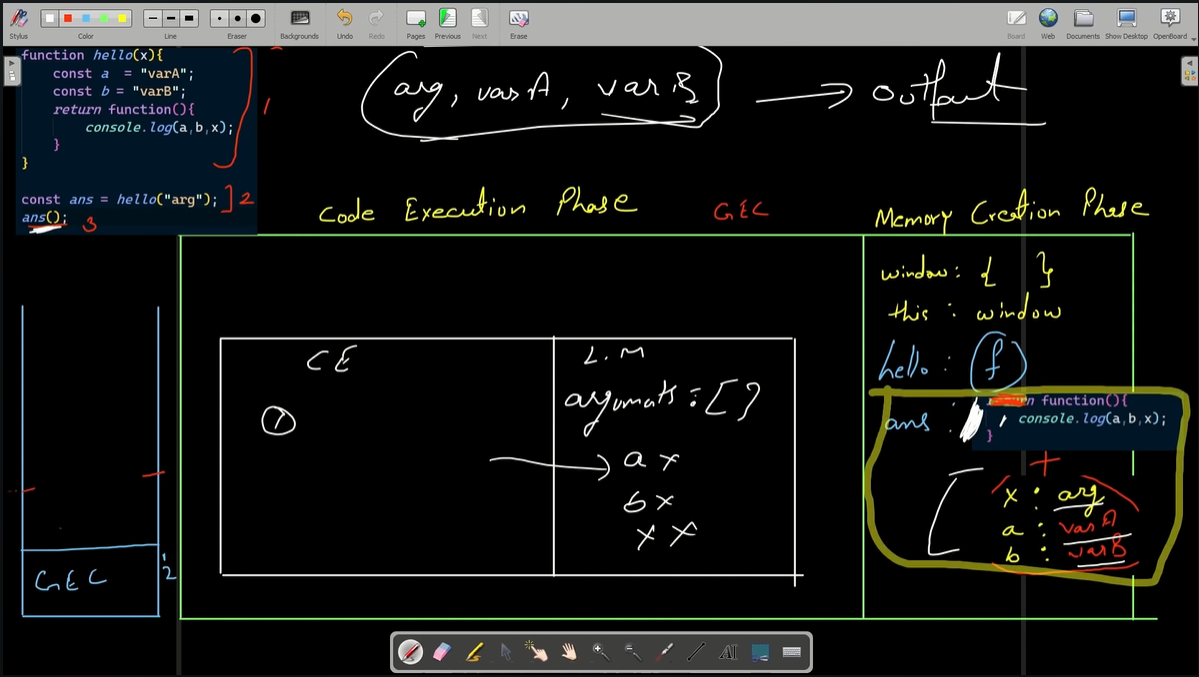 Stylus Color Line Eraser Backgrounds Undo Redo Pages Previous Next Erase Board Web Documents Show Desktop OpenBoard
function hello(x){
const a = "varA";
const b = "varB";
return function(){
console.log(a,b,x);
}
}
1
const ans = hello("arg"); 2
ans(); 3
arg, varA, varB → output
Code Execution Phase GEC Memory Creation Phase
window: { }
this : window
hello : f
ans :
function(){
console.log(a,b,x);
}
+
x : arg
a : varA
b : varB
CE L.M
arguments : [ ]
1
a x
b x
x x
GEC
1
2
AI